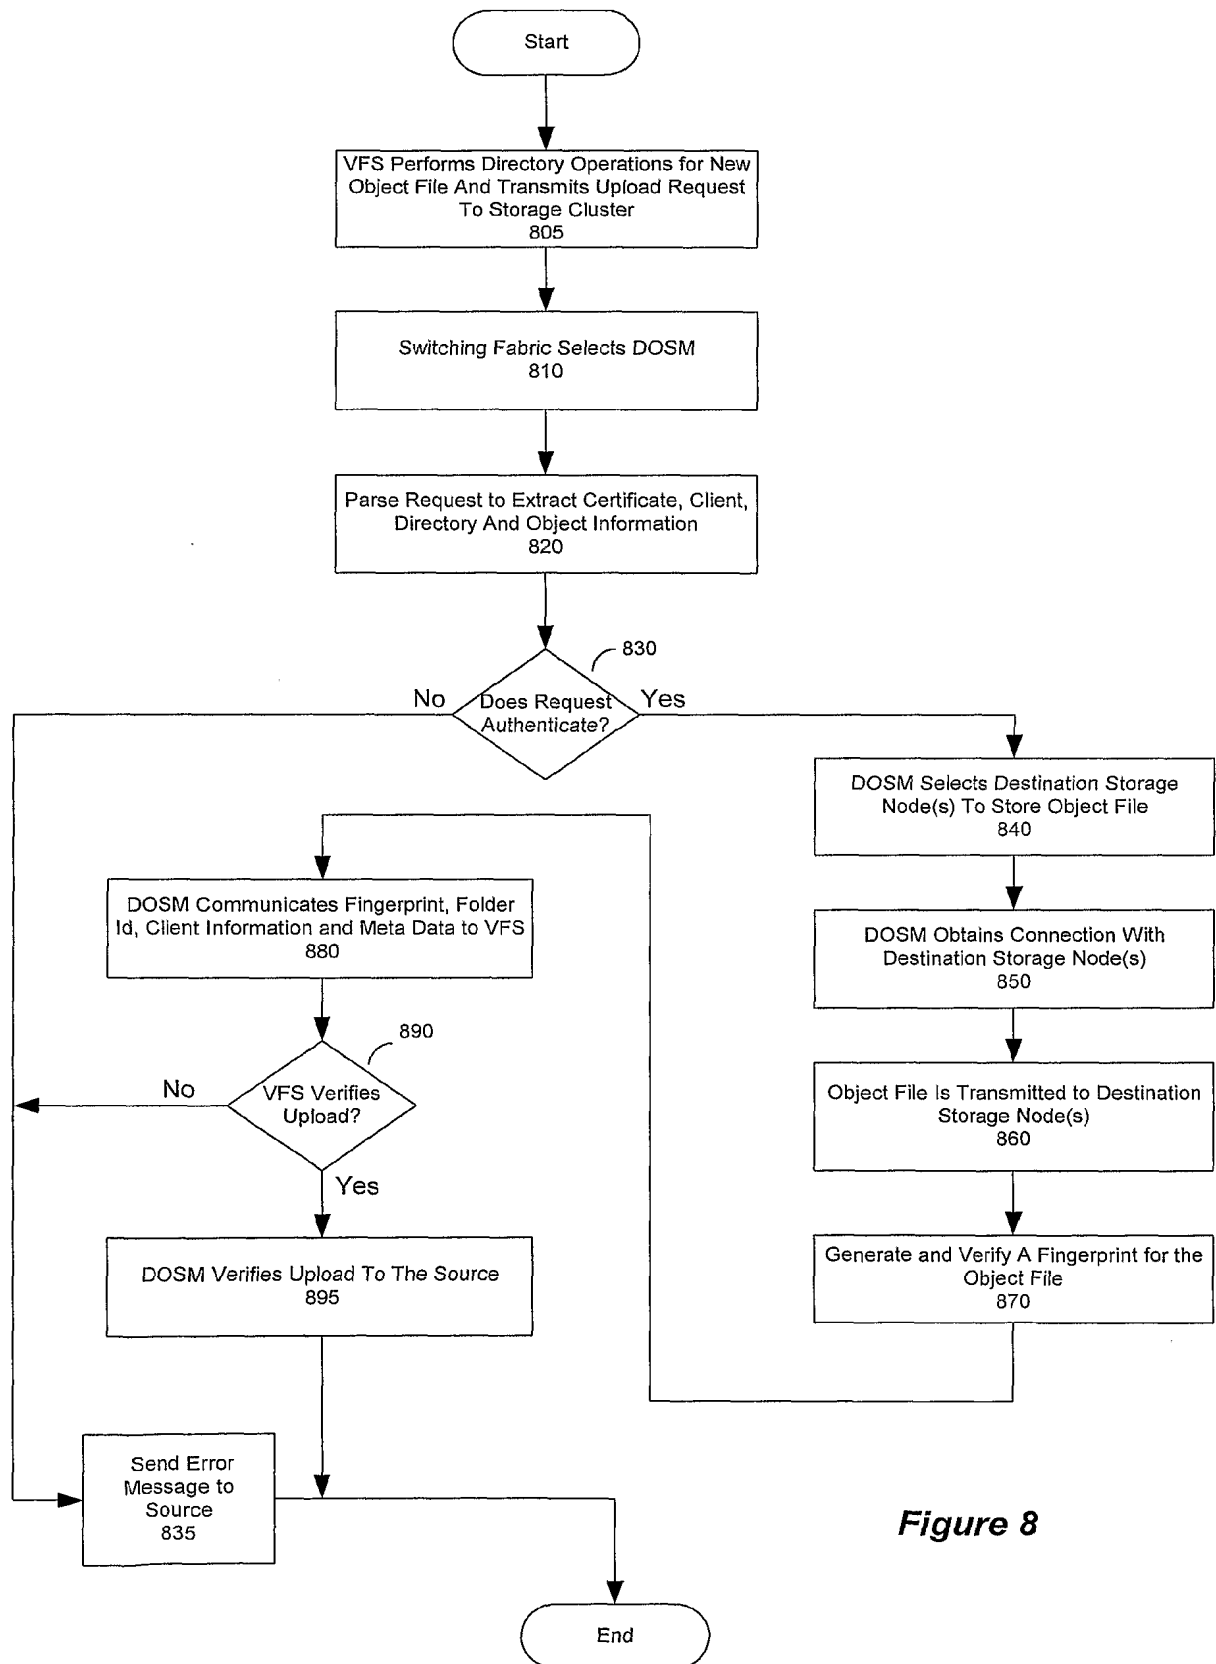 Start
VFS Performs Directory Operations for New
Object File And Transmits Upload Request
To Storage Cluster
805
Switching Fabric Selects DOSM
810
Parse Request to Extract Certificate, Client,
Directory And Object Information
820
830
No
Does Request
Authenticate?
Yes
DOSM Selects Destination Storage
Node(s) To Store Object File
840
DOSM Obtains Connection With
Destination Storage Node(s)
850
Object File Is Transmitted to Destination
Storage Node(s)
860
Generate and Verify A Fingerprint for the
Object File
870
DOSM Communicates Fingerprint, Folder
Id, Client Information and Meta Data to VFS
880
890
No
VFS Verifies
Upload?
Yes
DOSM Verifies Upload To The Source
895
Send Error
Message to
Source
835
End
Figure 8